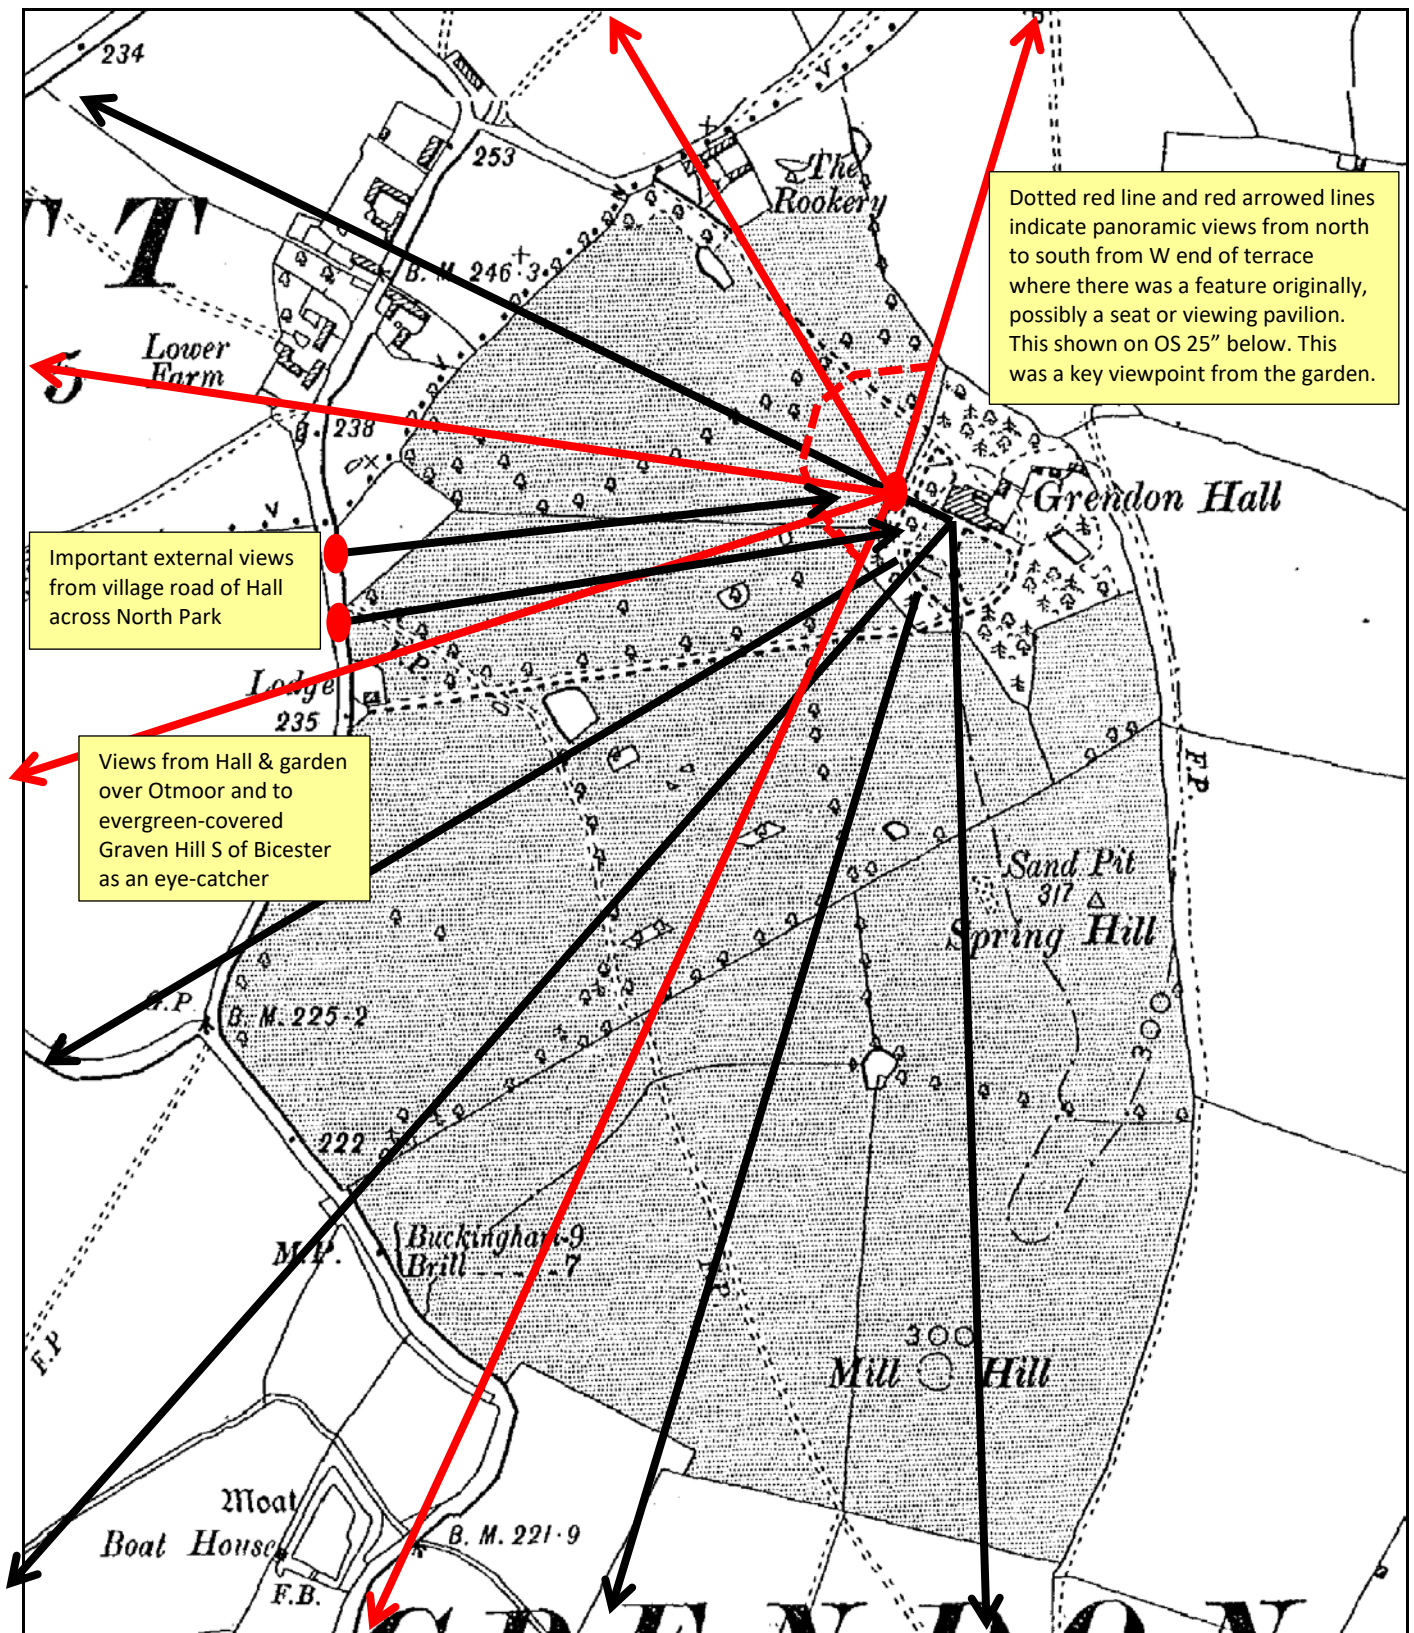 234
253
The
Rookery
Dotted red line and red arrowed lines
indicate panoramic views from north
to south from W end of terrace
where there was a feature originally,
possibly a seat or viewing pavilion.
This shown on OS 25” below. This
was a key viewpoint from the garden.
T T
B. M. 246·3
5
Lower
Farm
238
Grendon Hall
Important external views
from village road of Hall
across North Park
F.P.
Lodge
235
Views from Hall & garden
over Otmoor and to
evergreen-covered
Graven Hill S of Bicester
as an eye-catcher
F.P.
Sand Pit
317
Spring Hill
G.P
B. M. 225·2
300
222
M.P.
Buckingham 9
Brill 7
F.P.
F.P
300
Mill Hill
Moat
Boat House
B. M. 221·9
F.B.
GRENDON